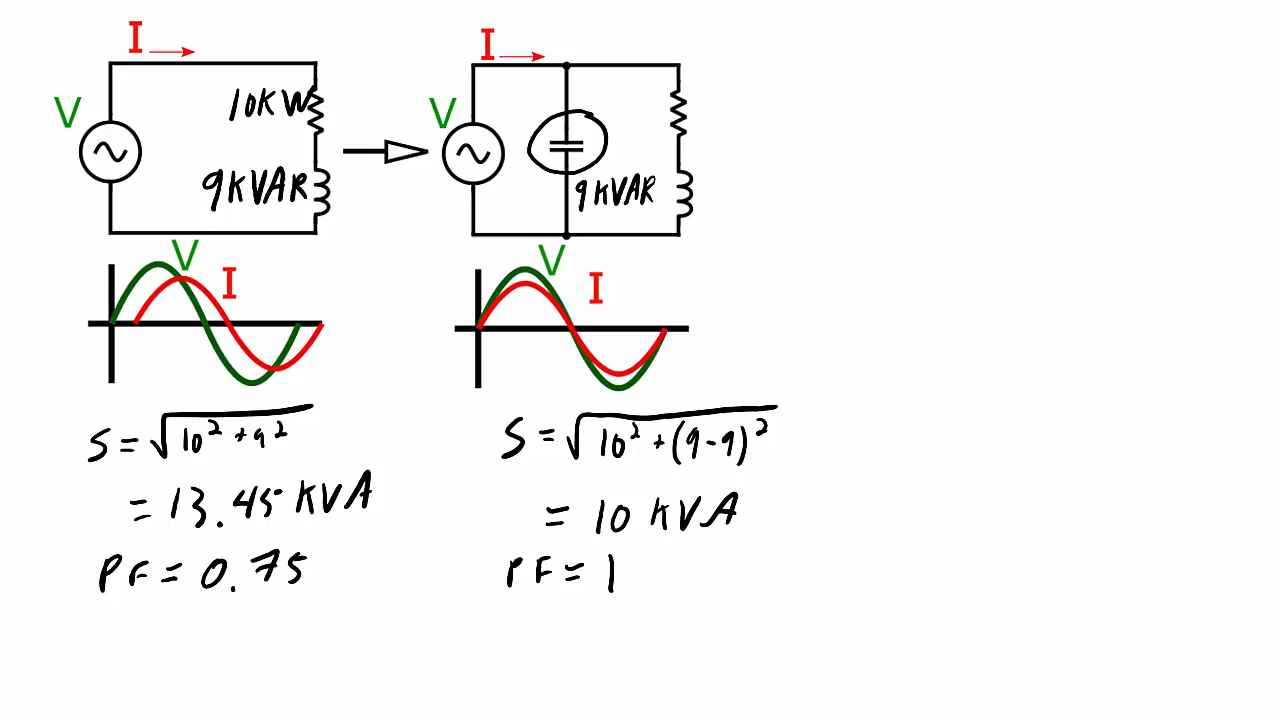 I
V
10KW
9KVAR
V
I
S = √10² + 9²
= 13.45 KVA
PF = 0.75
I
V
9KVAR
V
I
S = √10² + (9-9)²
= 10 KVA
PF = 1